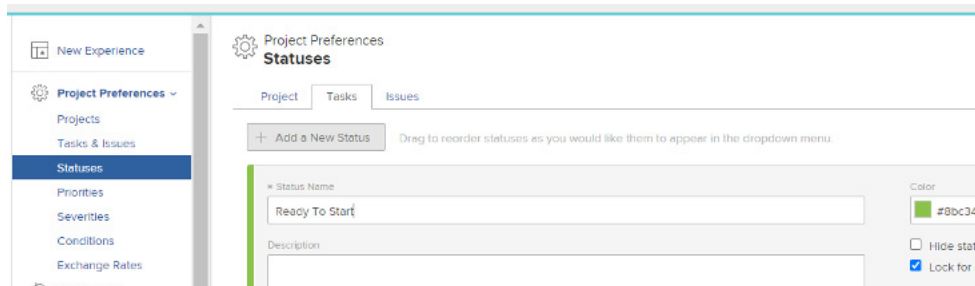 New Experience
Project Preferences
Projects
Tasks & Issues
Statuses
Priorities
Severities
Conditions
Exchange Rates
Project Preferences
Statuses
Project Tasks Issues
+ Add a New Status Drag to reorder statuses as you would like them to appear in the dropdown menu.
* Status Name
Ready To Start
Description
Color
#8bc34
Hide stat
Lock for